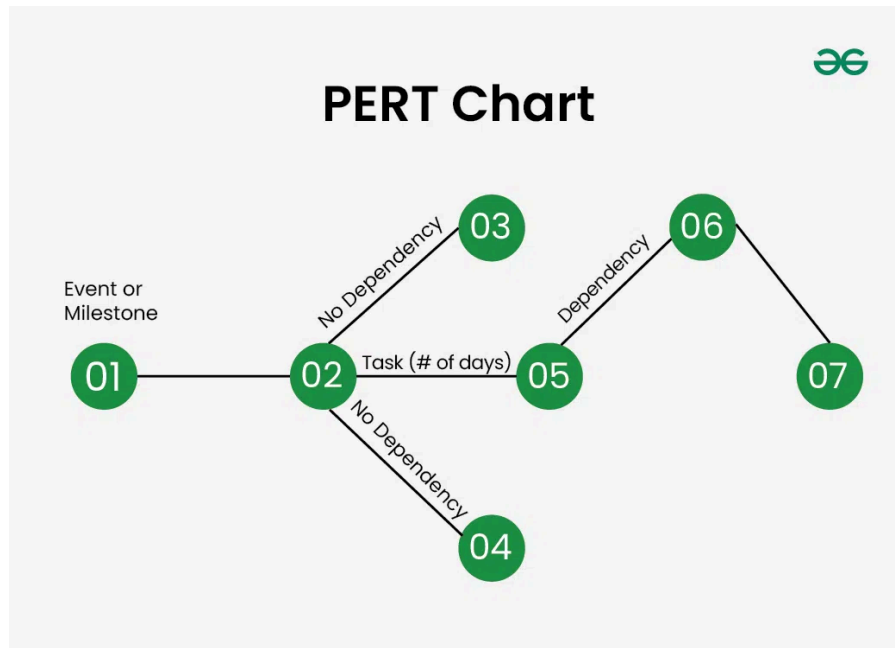 PERT Chart
03
06
No Dependency
Dependency
Event or
Milestone
01
02
Task (# of days)
05
07
No Dependency
04